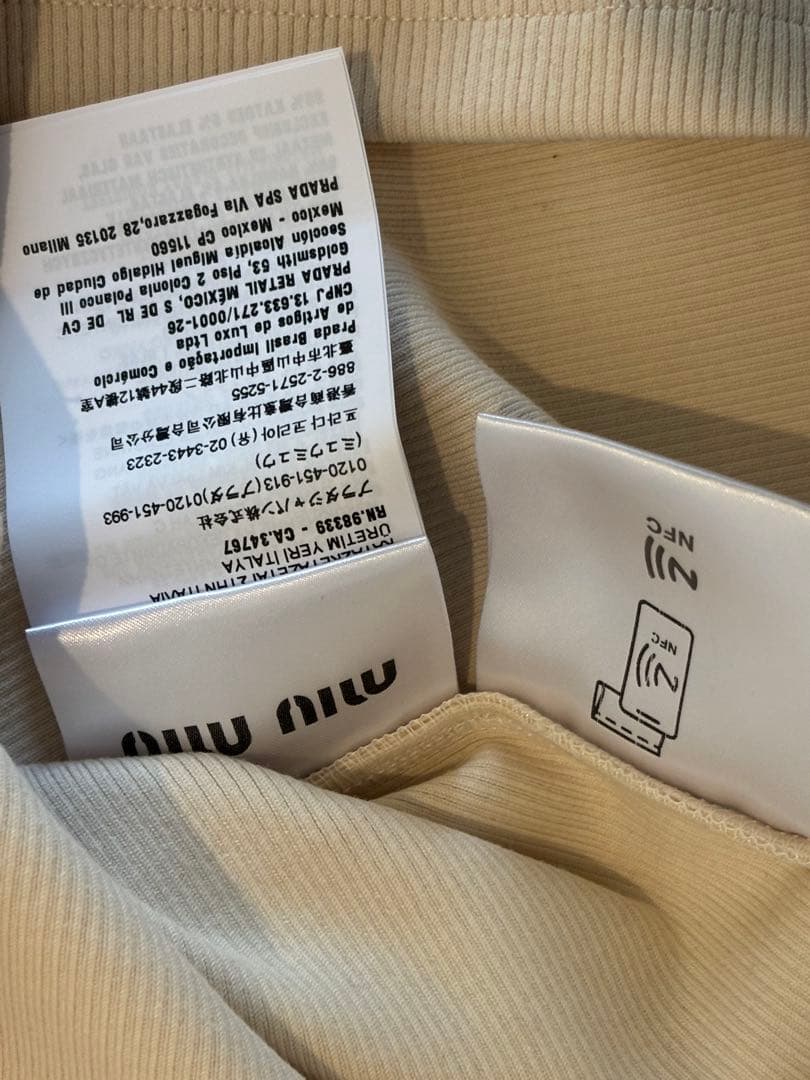 miu miu
ÜRETİM YERİ İTALYA
RN.98339 - CA.34767
プラダジャパン株式会社
0120-451-913(プラダ)0120-451-993
(ミュウミュウ)
프라다코리아(유) 02-3443-2323
香港商台灣壹比有限公司台灣分公司
886-2-2571-5255
臺北市中山區中山北路二段44號12樓A室
Prada Brasil Importação e Comércio
de Artigos de Luxo Ltda
CNPJ 13.633.271/0001-26
PRADA RETAIL MÉXICO, S DE RL DE CV
Goldsmith 53, Piso 2 Colonia Polanco III
Sección Alcaldía Miguel Hidalgo Ciudad de
Mexico - Mexico CP 11560
PRADA SPA Via Fogazzaro,28 20135 Milano
NFC
NFC